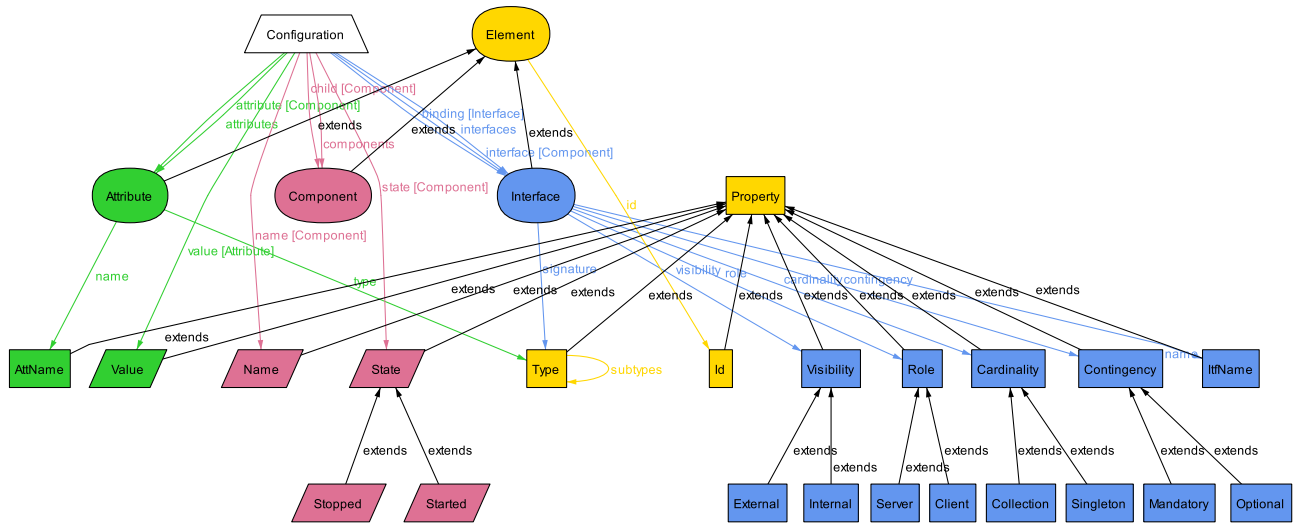 Configuration
Element
child [Component]
attribute [Component]
binding [Interface]
attributes
extends
extends
interfaces
extends
components
interface [Component]
state [Component]
Attribute
Component
Interface
Property
id
name [Component]
value [Attribute]
name
type
signature
visibility
role
cardinality
contingency
extends
extends
extends
extends
extends
extends
extends
extends
extends
extends
extends
name
AttName
Value
Name
State
Type
subtypes
Id
Visibility
Role
Cardinality
Contingency
ItfName
extends
extends
extends
extends
extends
extends
extends
extends
extends
extends
Stopped
Started
External
Internal
Server
Client
Collection
Singleton
Mandatory
Optional